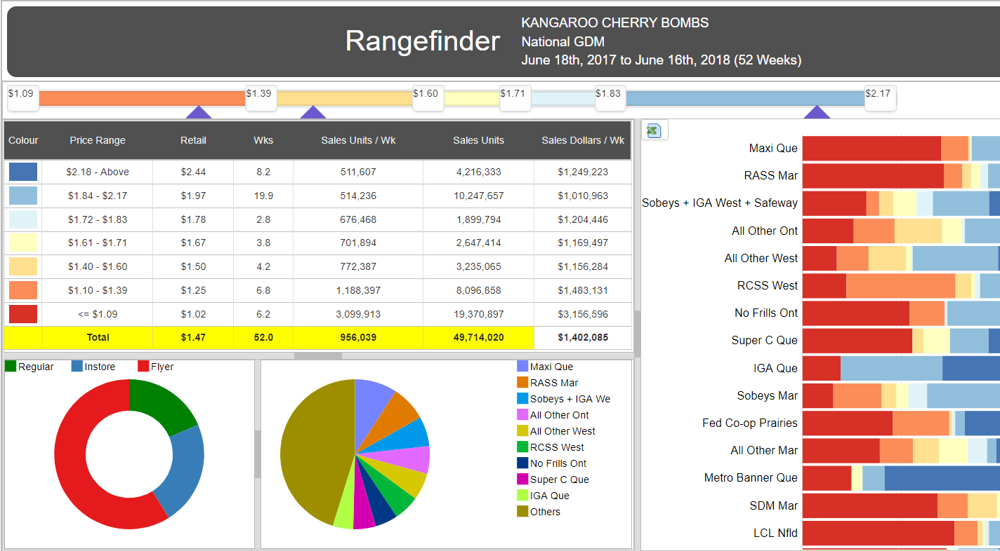 Rangefinder
KANGAROO CHERRY BOMBS
National GDM
June 18th, 2017 to June 16th, 2018 (52 Weeks)
$1.09 $1.39 $1.60 $1.71 $1.83 $2.17
Colour Price Range Retail Wks Sales Units / Wk Sales Units Sales Dollars / Wk
$2.18 - Above $2.44 8.2 511,607 4,216,333 $1,249,223
$1.84 - $2.17 $1.97 19.9 514,236 10,247,657 $1,010,963
$1.72 - $1.83 $1.78 2.8 676,468 1,899,794 $1,204,446
$1.61 - $1.71 $1.67 3.8 701,894 2,647,414 $1,169,497
$1.40 - $1.60 $1.50 4.2 772,387 3,235,065 $1,156,284
$1.10 - $1.39 $1.25 6.8 1,188,397 8,096,858 $1,483,131
<= $1.09 $1.02 6.2 3,099,913 19,370,897 $3,156,596
Total $1.47 52.0 956,039 49,714,020 $1,402,085
Regular Instore Flyer
Maxi Que
RASS Mar
Sobeys + IGA We
All Other Ont
All Other West
RCSS West
No Frills Ont
Super C Que
IGA Que
Others
Maxi Que
RASS Mar
Sobeys + IGA West + Safeway
All Other Ont
All Other West
RCSS West
No Frills Ont
Super C Que
IGA Que
Sobeys Mar
Fed Co-op Prairies
All Other Mar
Metro Banner Que
SDM Mar
LCL Nfld